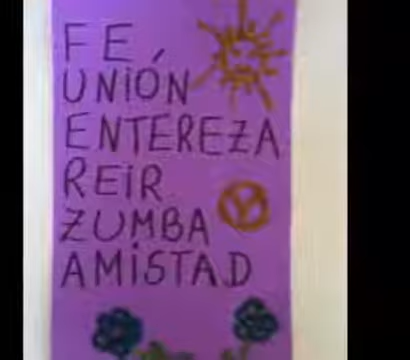 FE
UNIÓN
ENTEREZA
REIR
ZUMBA
AMISTAD